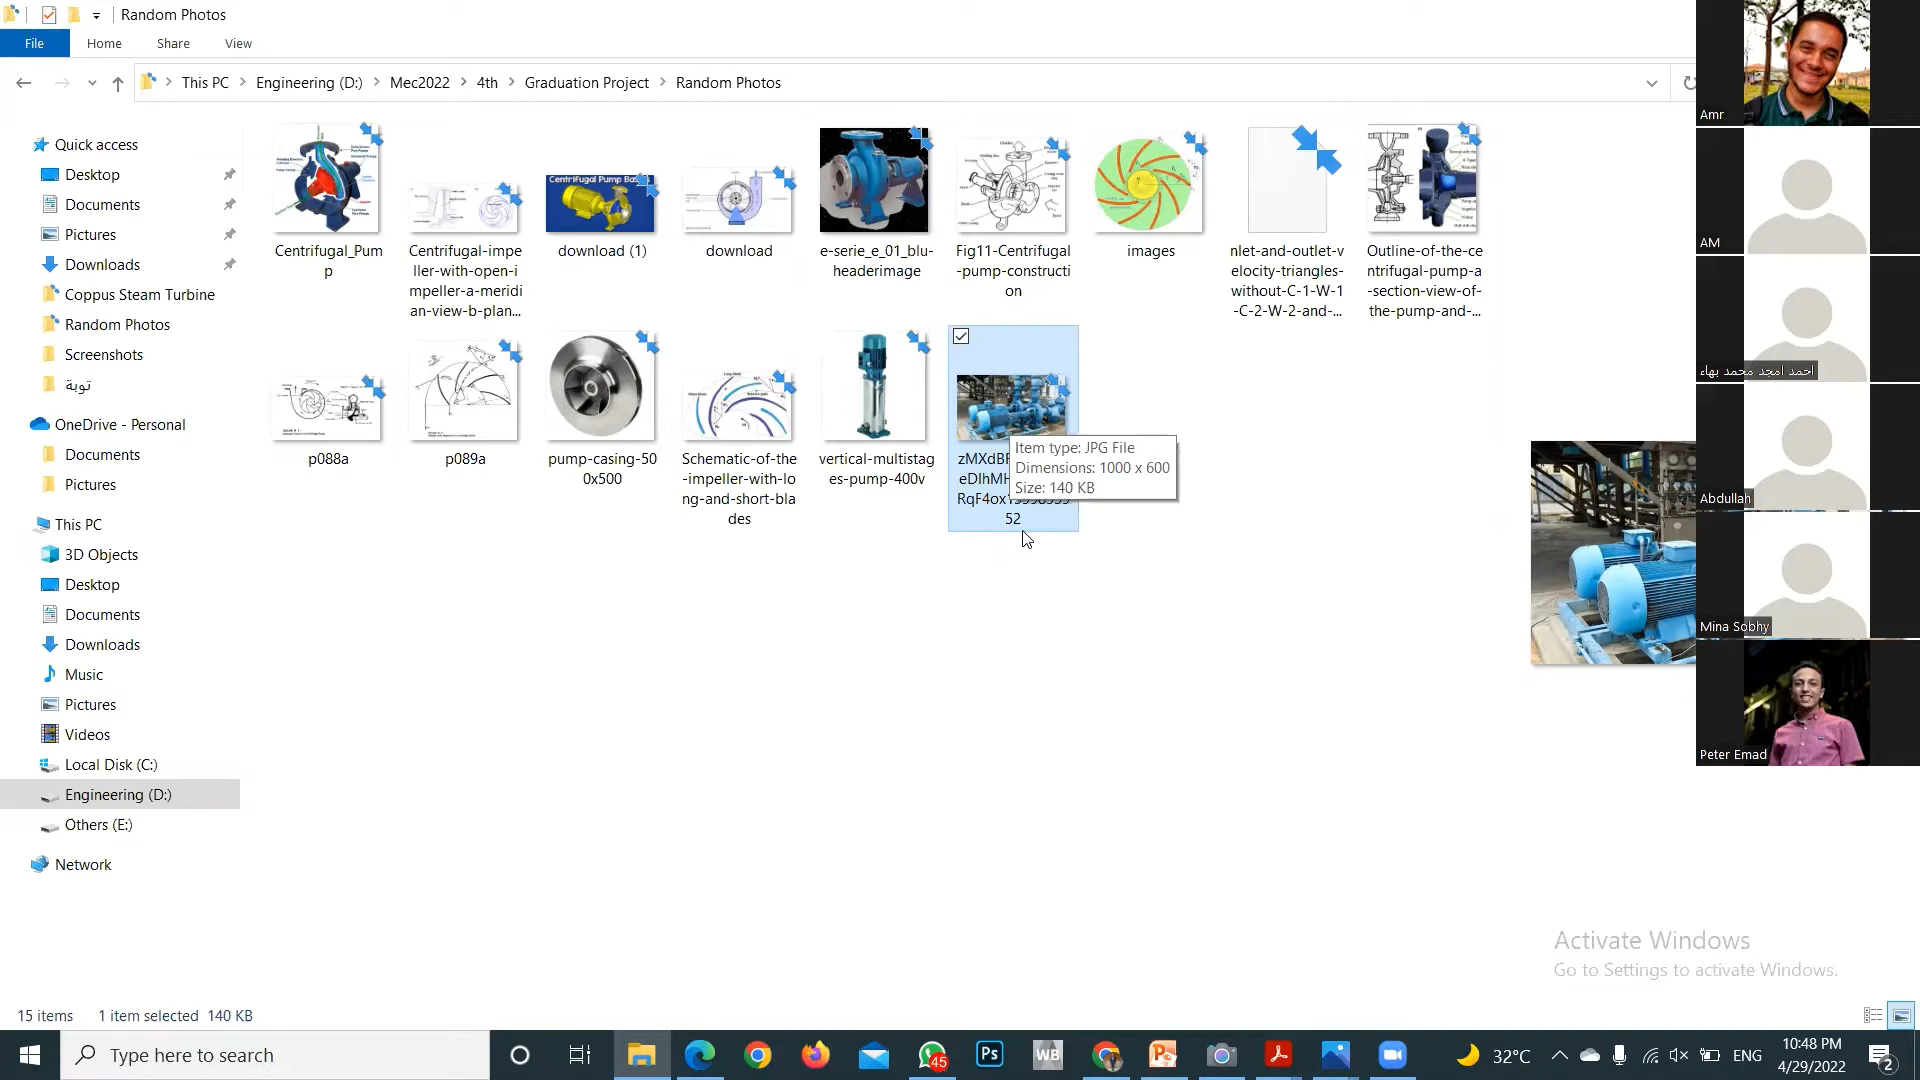 Random Photos
File
Home
Share
View
This PC
Engineering (D:)
Mec2022
4th
Graduation Project
Random Photos
Quick access
Desktop
Documents
Pictures
Downloads
Coppus Steam Turbine
Random Photos
Screenshots
توبة
OneDrive - Personal
Documents
Pictures
This PC
3D Objects
Desktop
Documents
Downloads
Music
Pictures
Videos
Local Disk (C:)
Engineering (D:)
Others (E:)
Network
Centrifugal_Pum
p
Centrifugal-impe
ller-with-open-i
mpeller-a-meridi
an-view-b-plan...
Centrifugal Pump Bas
download (1)
download
e-serie_e_01_blu-
headerimage
Fig11-Centrifugal
-pump-constructi
on
images
nlet-and-outlet-v
elocity-triangles-
without-C-1-W-1
-C-2-W-2-and-...
Outline-of-the-ce
ntrifugal-pump-a
-section-view-of-
the-pump-and-...
p088a
p089a
pump-casing-50
0x500
Schematic-of-the
-impeller-with-lo
ng-and-short-bla
des
vertical-multistag
es-pump-400v
52
Item type: JPG File
Dimensions: 1000 x 600
Size: 140 KB
Amr
AM
احمد امجد محمد بهاء
Abdullah
Mina Sobhy
Peter Emad
Activate Windows
Go to Settings to activate Windows.
15 items
1 item selected 140 KB
Type here to search
45
Ps
WB
32°C
ENG
10:48 PM
4/29/2022
2